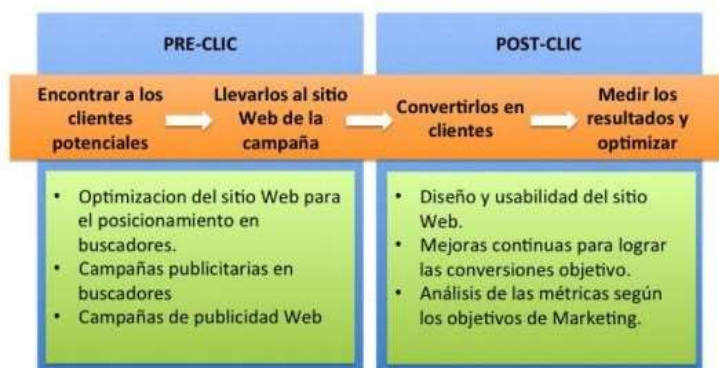 PRE-CLIC
POST-CLIC
Encontrar a los
clientes
potenciales
Llevarlos al sitio
Web de la
campaña
Convertirlos en
clientes
Medir los
resultados y
optimizar
• Optimizacion del sitio Web para
el posicionamiento en
buscadores.
• Campañas publicitarias en
buscadores
• Campañas de publicidad Web
• Diseño y usabilidad del sitio
Web.
• Mejoras continuas para lograr
las conversiones objetivo.
• Análisis de las métricas según
los objetivos de Marketing.